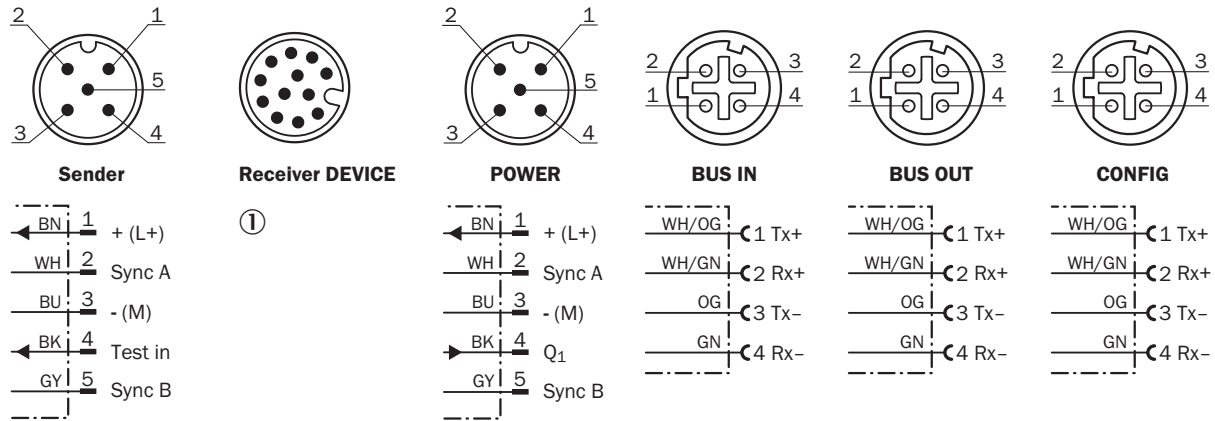 2 1
5
3 4
Sender
BN 1 + (L+)
WH 2 Sync A
BU 3 - (M)
BK 4 Test in
GY 5 Sync B
Receiver DEVICE
①
2 1
5
3 4
POWER
BN 1 + (L+)
WH 2 Sync A
BU 3 - (M)
BK 4 Q₁
GY 5 Sync B
2 3
1 4
BUS IN
WH/OG 1 Tx+
WH/GN 2 Rx+
OG 3 Tx–
GN 4 Rx–
2 3
1 4
BUS OUT
WH/OG 1 Tx+
WH/GN 2 Rx+
OG 3 Tx–
GN 4 Rx–
2 3
1 4
CONFIG
WH/OG 1 Tx+
WH/GN 2 Rx+
OG 3 Tx–
GN 4 Rx–